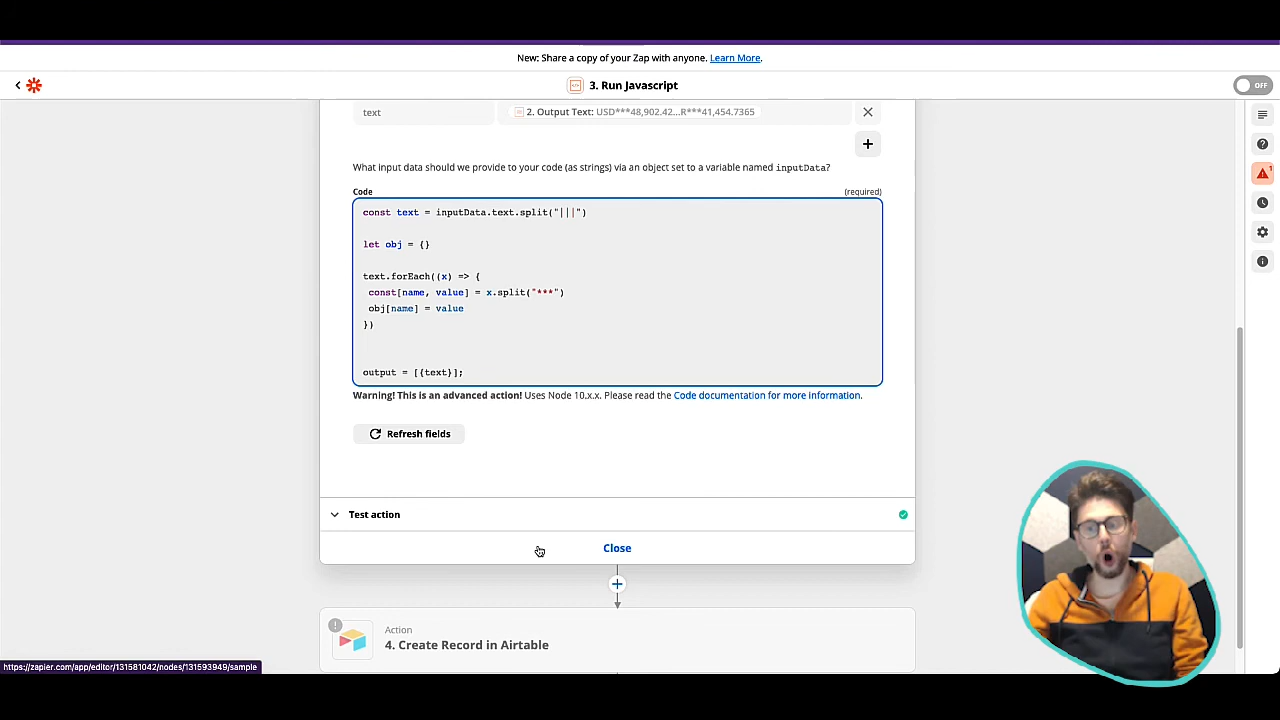 New: Share a copy of your Zap with anyone. Learn More.
3. Run Javascript
OFF
text
2. Output Text: USD***48,902.42...R***41,454.7365
What input data should we provide to your code (as strings) via an object set to a variable named inputData?
Code
(required)
const text = inputData.text.split("|||")
let obj = {}
text.forEach((x) => {
const[name, value] = x.split("***")
obj[name] = value
})
output = [{text}];
Warning! This is an advanced action! Uses Node 10.x.x. Please read the Code documentation for more information.
Refresh fields
Test action
Close
Action
4. Create Record in Airtable
https://zapier.com/app/editor/131581042/nodes/131593949/sample